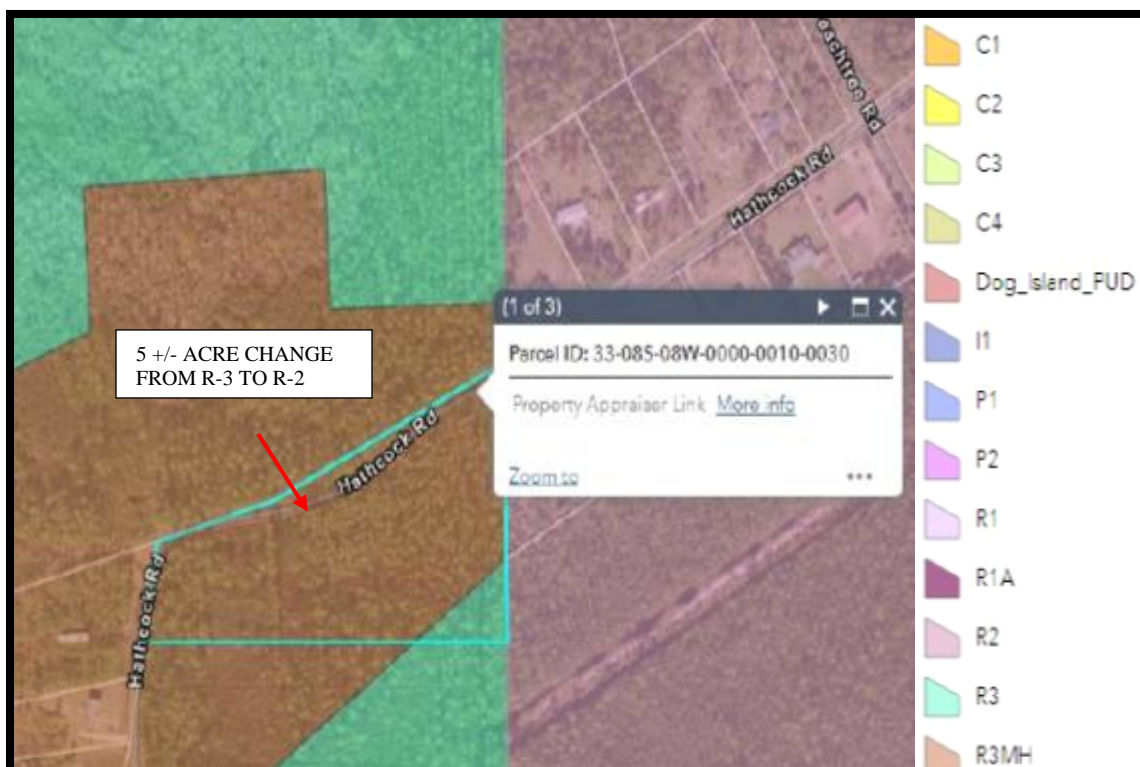 oachtree Rd
Hathcock Rd
(1 of 3)
Parcel ID: 33-085-08W-0000-0010-0030
Property Appraiser Link More info
Zoom to
5 +/- ACRE CHANGE
FROM R-3 TO R-2
Hathcock Rd
Hathcock Rd
C1
C2
C3
C4
Dog_Island_PUD
I1
P1
P2
R1
R1A
R2
R3
R3MH